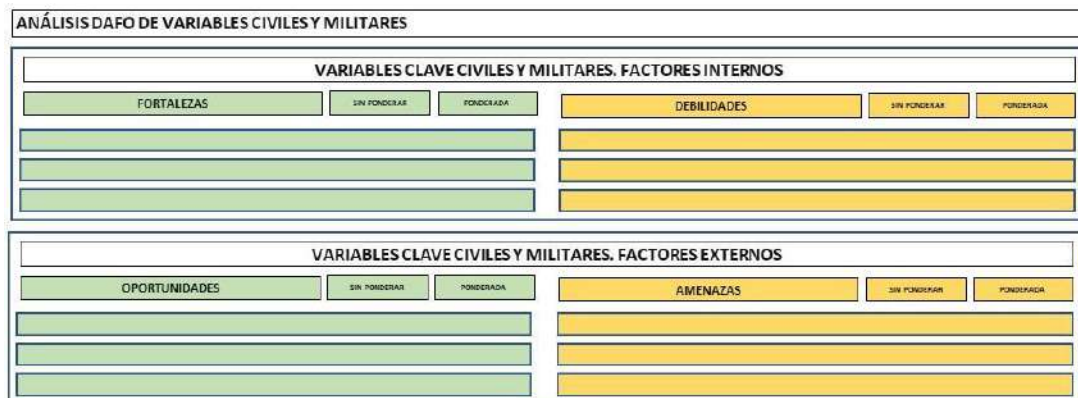 ANÁLISIS DAFO DE VARIABLES CIVILES Y MILITARES
VARIABLES CLAVE CIVILES Y MILITARES. FACTORES INTERNOS
FORTALEZAS SIN PONDERAR PONDERADA DEBILIDADES SIN PONDERAR PONDERADA
VARIABLES CLAVE CIVILES Y MILITARES. FACTORES EXTERNOS
OPORTUNIDADES SIN PONDERAR PONDERADA AMENAZAS SIN PONDERAR PONDERADA